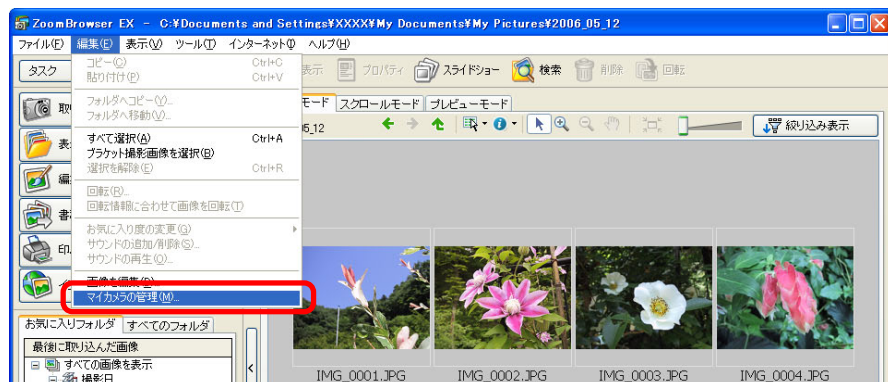 ZoomBrowser EX - C:¥Documents and Settings¥XXXX¥My Documents¥My Pictures¥2006_05_12
ファイル(F) 編集(E) 表示(V) ツール(T) インターネット(I) ヘルプ(H)
タスク
表示 プロパティ スライドショー 検索 削除 回転
コピー(C) Ctrl+C
貼り付け(P) Ctrl+V
フォルダへコピー(Y)...
フォルダへ移動(V)...
すべて選択(A) Ctrl+A
ブラケット撮影画像を選択(B)
選択を解除(E) Ctrl+R
回転(R)...
回転情報に合わせて画像を回転(T)
お気に入り度の変更(G)
サウンドの追加/削除(S)...
サウンドの再生(O)...
画像を編集
マイカメラの管理(M)...
モード スクロールモード プレビューモード
5_12
絞り込み表示
取
表
編
書
印
お気に入りフォルダ すべてのフォルダ
最後に取り込んだ画像
すべての画像を表示
撮影日
IMG_0001.JPG IMG_0002.JPG IMG_0003.JPG IMG_0004.JPG